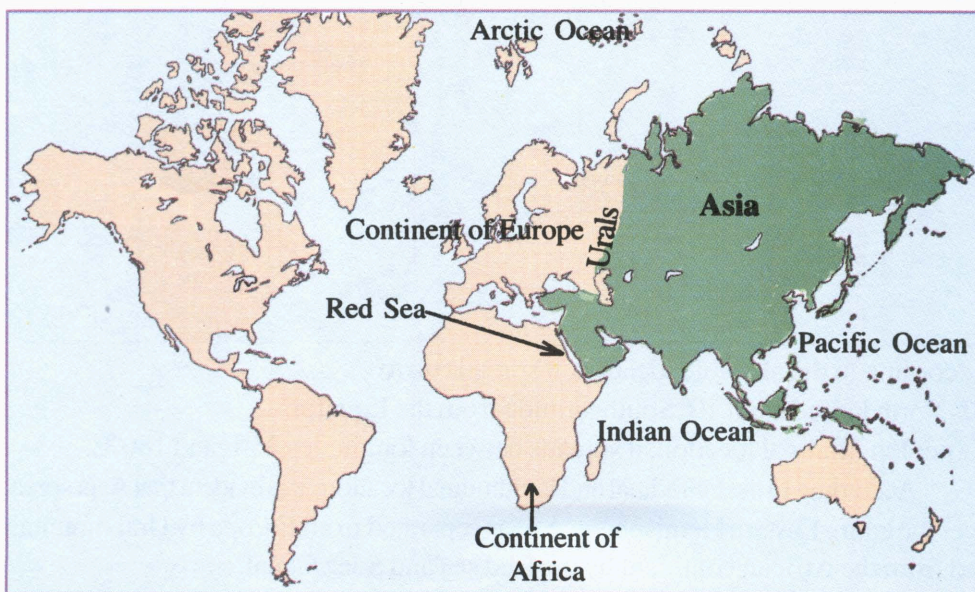 Arctic Ocean
Asia
Continent of Europe
Urals
Red Sea
Pacific Ocean
Indian Ocean
Continent of
Africa